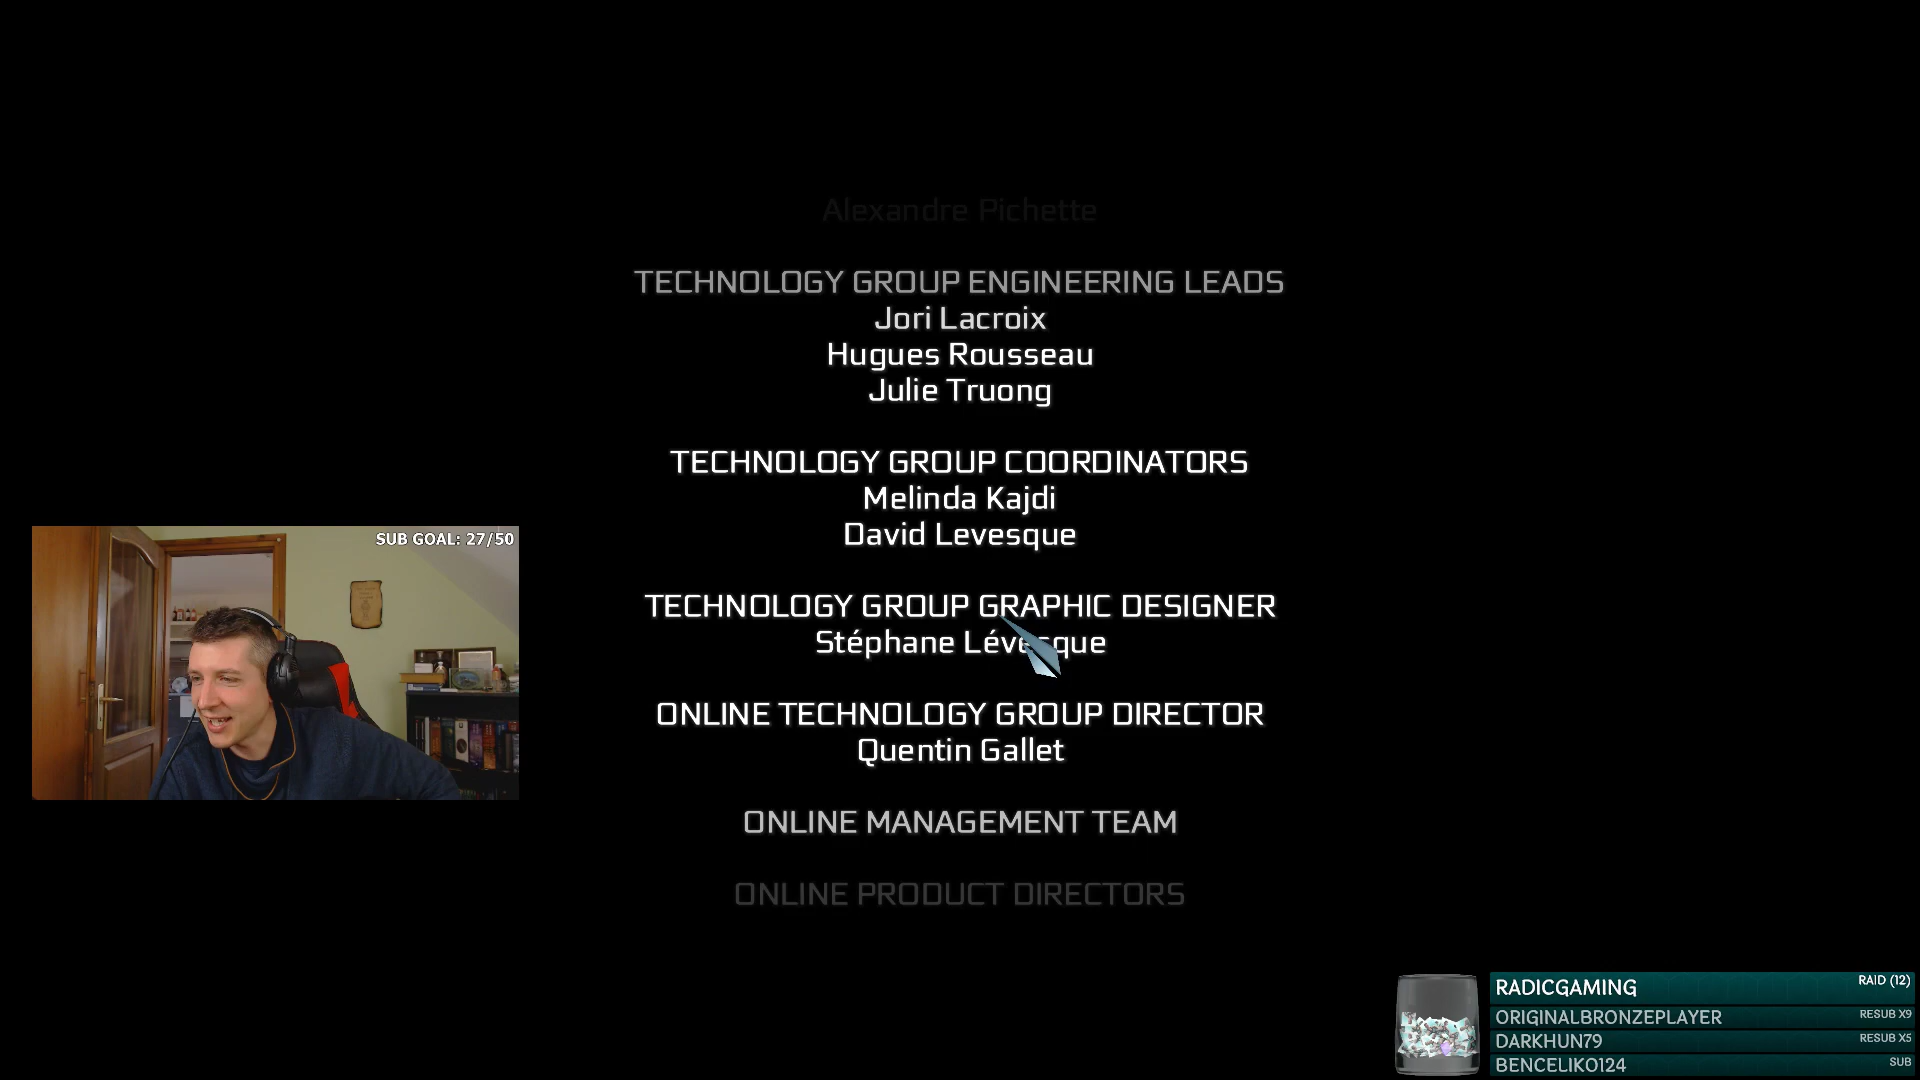 Alexandre Pichette
TECHNOLOGY GROUP ENGINEERING LEADS
Jori Lacroix
Hugues Rousseau
Julie Truong
TECHNOLOGY GROUP COORDINATORS
Melinda Kajdi
David Levesque
TECHNOLOGY GROUP GRAPHIC DESIGNER
Stéphane Lévesque
ONLINE TECHNOLOGY GROUP DIRECTOR
Quentin Gallet
ONLINE MANAGEMENT TEAM
ONLINE PRODUCT DIRECTORS
SUB GOAL: 27/50
RADICGAMING RAID (12)
ORIGINALBRONZEPLAYER RESUB X9
DARKHUN79 RESUB X5
BENCELIKO124 SUB